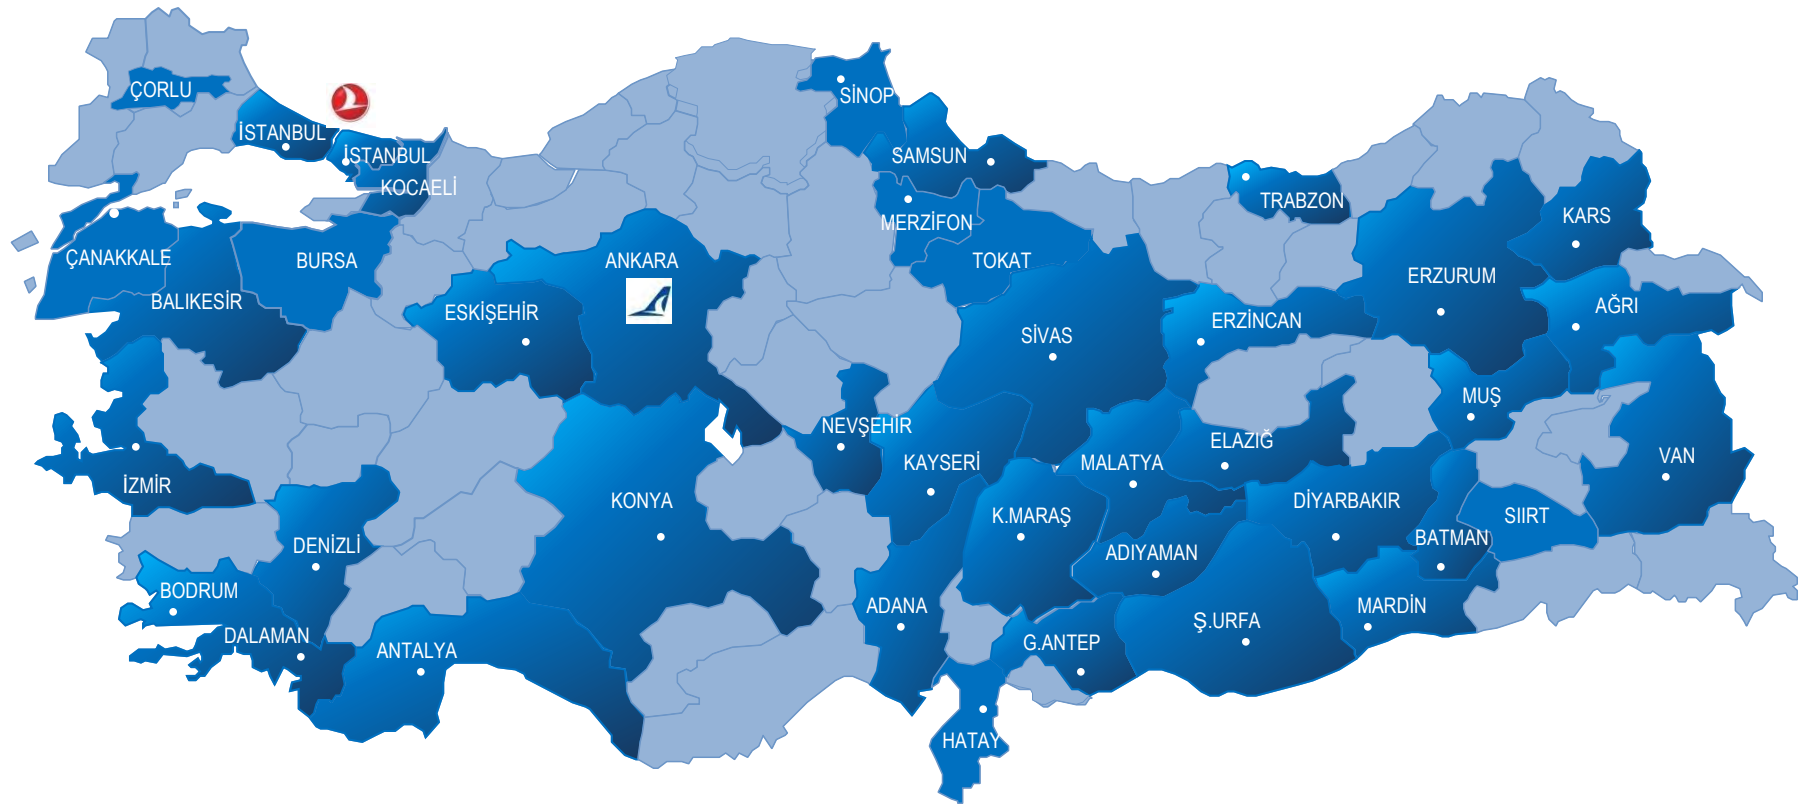 ÇORLU
SİNOP
İSTANBUL
İSTANBUL
SAMSUN
KOCAELİ
TRABZON
KARS
MERZİFON
ÇANAKKALE
BURSA
ANKARA
TOKAT
ERZURUM
BALIKESİR
ESKİŞEHİR
SİVAS
ERZİNCAN
AĞRI
MUŞ
NEVŞEHİR
ELAZIĞ
KAYSERİ
MALATYA
VAN
İZMİR
KONYA
K.MARAŞ
DİYARBAKIR
SIIRT
DENİZLİ
ADIYAMAN
BATMAN
BODRUM
ADANA
Ş.URFA
MARDİN
DALAMAN
ANTALYA
G.ANTEP
HATAY